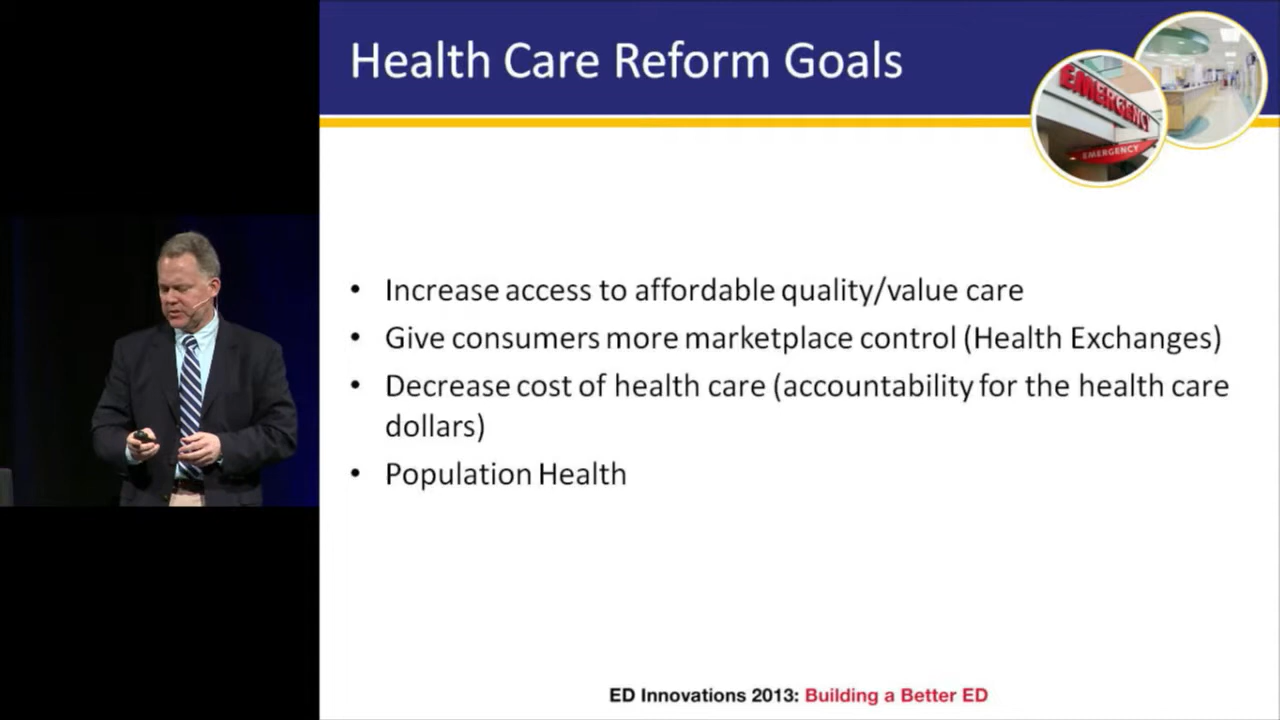 Health Care Reform Goals
EMERGENCY
EMERGENCY
• Increase access to affordable quality/value care
• Give consumers more marketplace control (Health Exchanges)
• Decrease cost of health care (accountability for the health care
dollars)
• Population Health
ED Innovations 2013: Building a Better ED